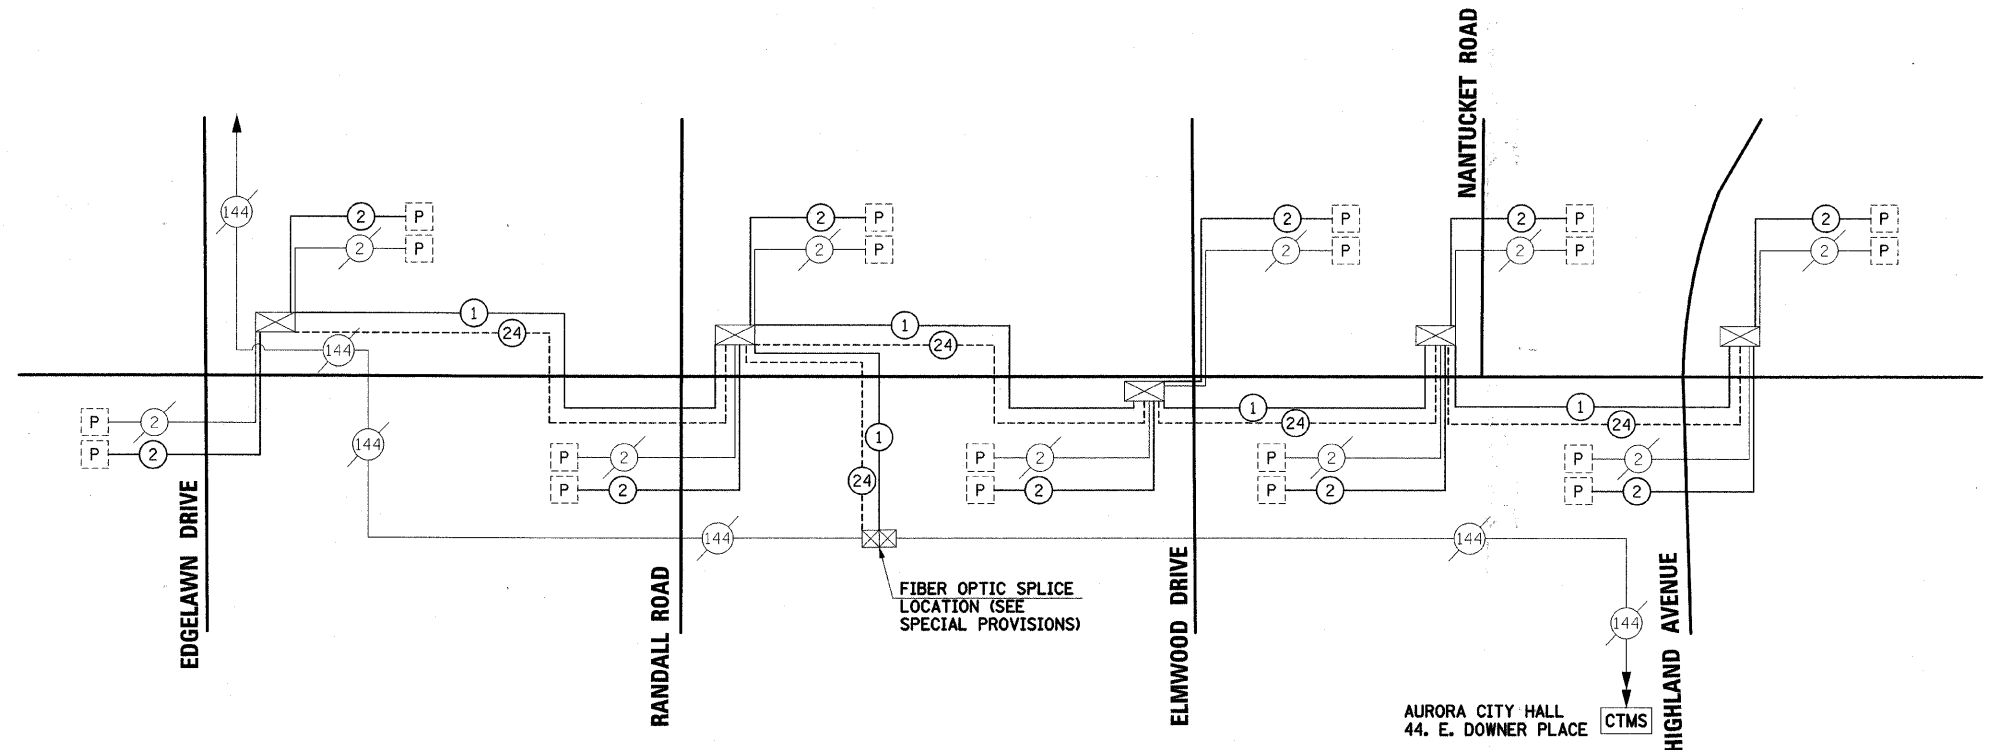 NANTUCKET ROAD
144
2 P
2 P
2 P
2 P
2 P
2 P
2 P
2 P
2 P
2 P
1
24
144
1
24
P 2
P 2
144
1
24
1
24
1
24
P 2
P 2
P 2
P 2
P 2
P 2
P 2
P 2
EDGELAWN DRIVE
144
144
144
RANDALL ROAD
FIBER OPTIC SPLICE
LOCATION (SEE
SPECIAL PROVISIONS)
ELMWOOD DRIVE
HIGHLAND AVENUE
AURORA CITY HALL
44. E. DOWNER PLACE
CTMS